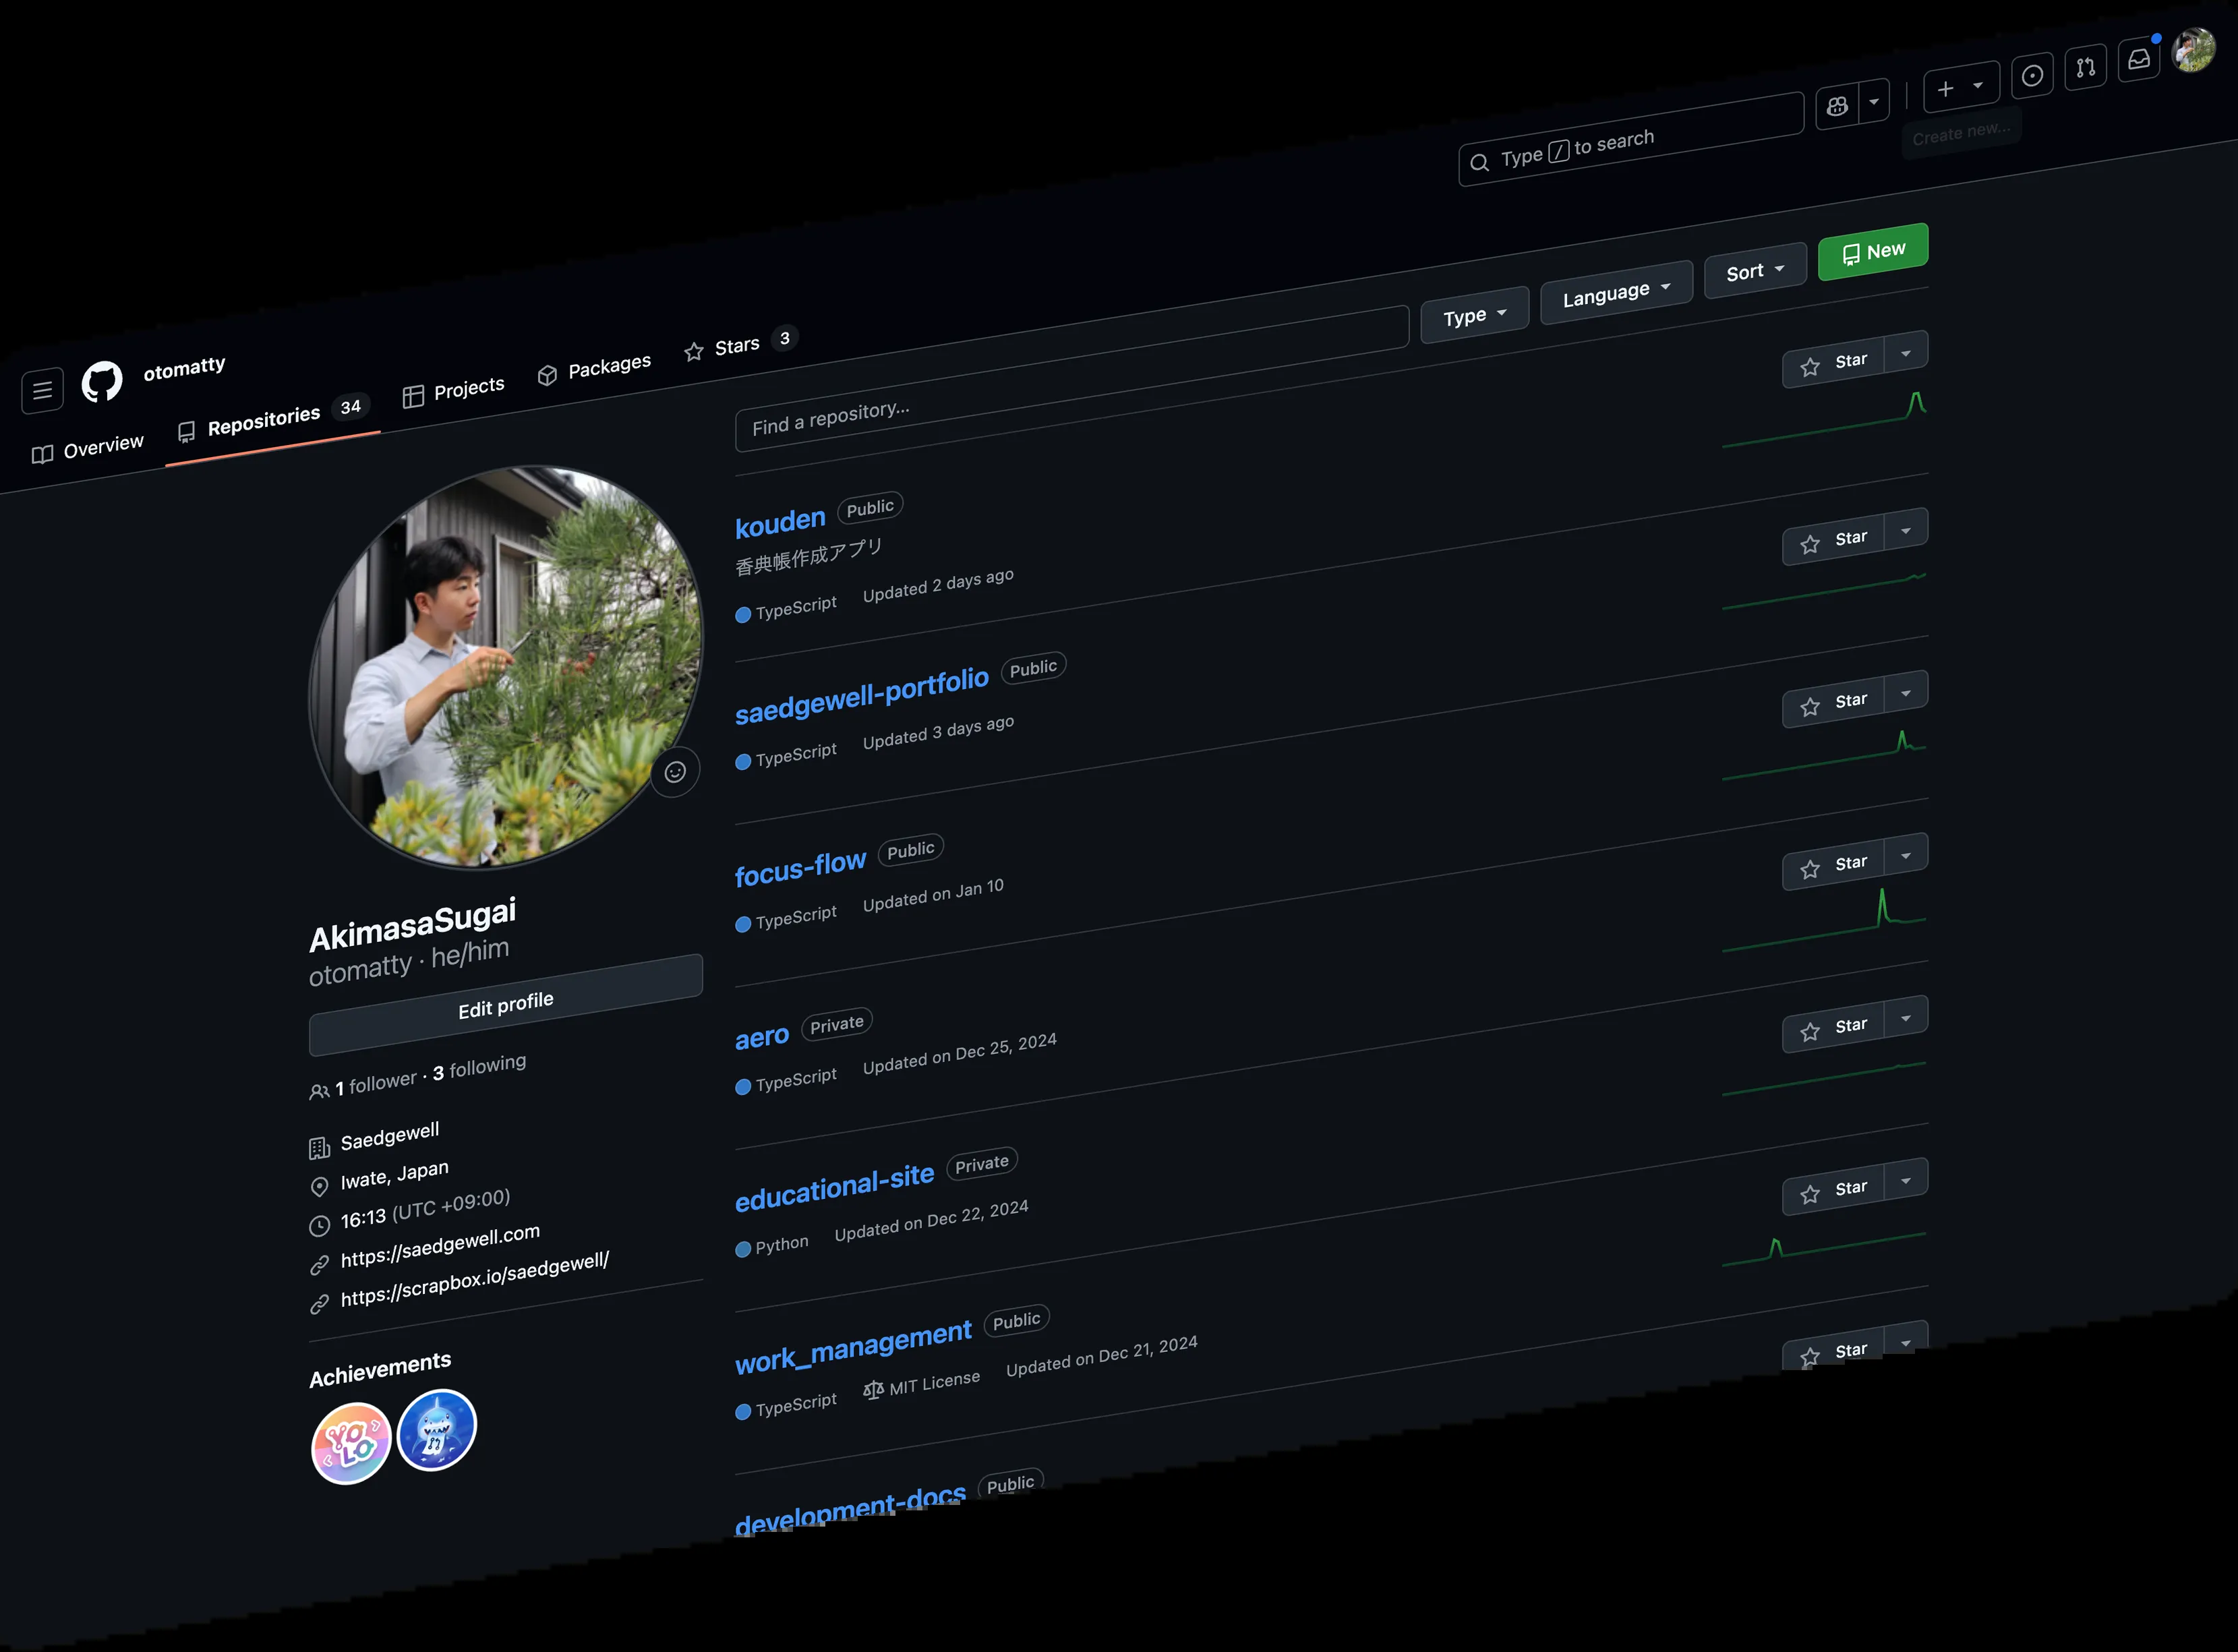 otomatty
Type / to search
Create new...
Overview
Repositories 34
Projects
Packages
Stars 3
AkimasaSugai
otomatty · he/him
Edit profile
1 follower · 3 following
Saedgewell
Iwate, Japan
16:13 (UTC +09:00)
https://saedgewell.com
https://scrapbox.io/saedgewell/
Achievements
YOLO
Find a repository...
Type
Language
Sort
New
kouden Public
香典帳作成アプリ
TypeScript Updated 2 days ago
Star
saedgewell-portfolio Public
TypeScript Updated 3 days ago
Star
focus-flow Public
TypeScript Updated on Jan 10
Star
aero Private
TypeScript Updated on Dec 25, 2024
Star
educational-site Private
Python Updated on Dec 22, 2024
Star
work_management Public
TypeScript MIT License Updated on Dec 21, 2024
Star
development-docs Public
Star